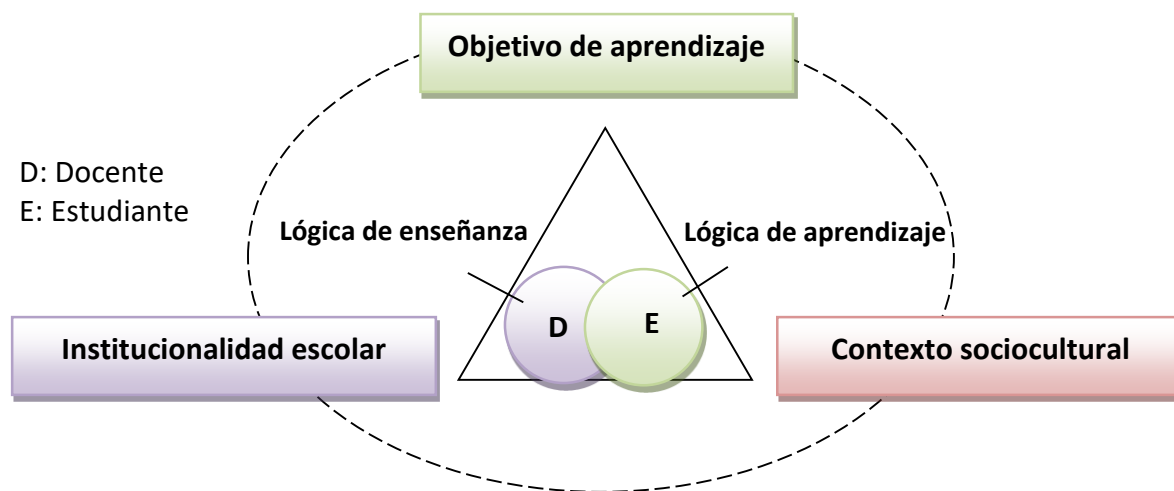 Objetivo de aprendizaje
D: Docente
E: Estudiante
Lógica de enseñanza
Lógica de aprendizaje
D
E
Institucionalidad escolar
Contexto sociocultural